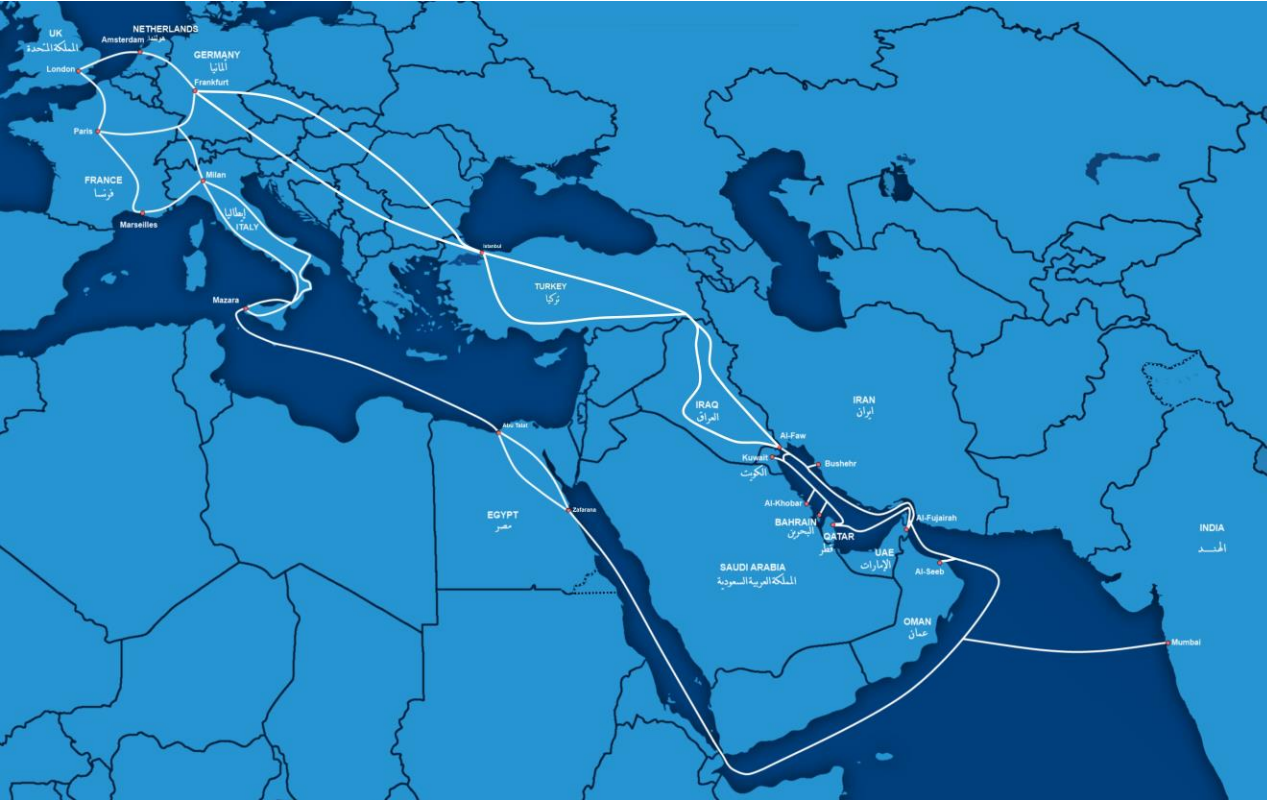 NETHERLANDS
هولندا
UK
المملكة المتحدة
Amsterdam
London
GERMANY
ألمانيا
Frankfurt
Paris
FRANCE
فرنسا
Milan
إيطاليا
ITALY
Marseilles
Istanbul
TURKEY
تركيا
Mazara
IRAN
ايران
IRAQ
العراق
Abu Talat
Al-Faw
Kuwait
الكويت
Bushehr
Al-Khobar
EGYPT
مصر
Zafarana
BAHRAIN
البحرين
QATAR
قطر
Al-Fujairah
UAE
الإمارات
INDIA
الهند
SAUDI ARABIA
المملكة العربية السعودية
Al-Seeb
OMAN
عمان
Mumbai